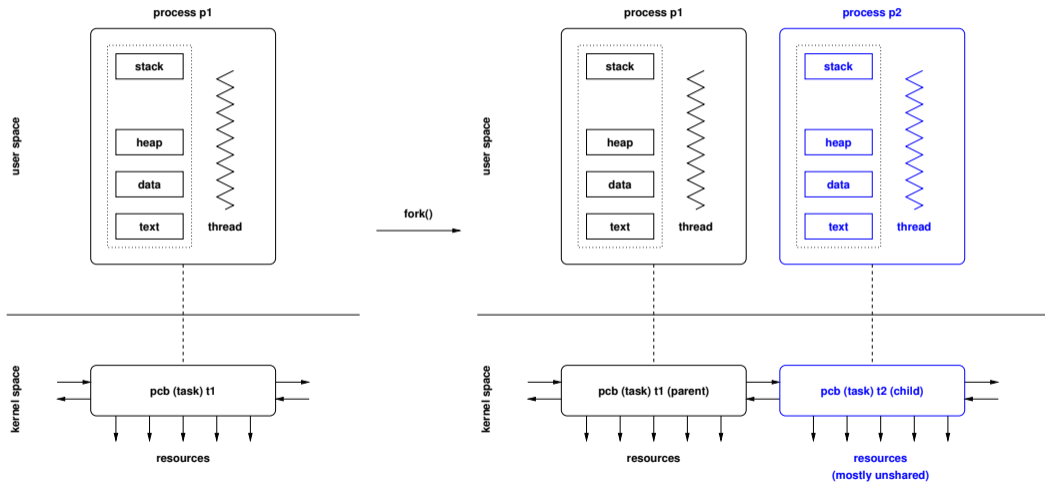 process p1
stack
heap
data
text
thread
user space
pcb (task) t1
kernel space
resources
fork()
process p1
stack
heap
data
text
thread
user space
pcb (task) t1 (parent)
kernel space
resources
process p2
stack
heap
data
text
thread
pcb (task) t2 (child)
resources
(mostly unshared)